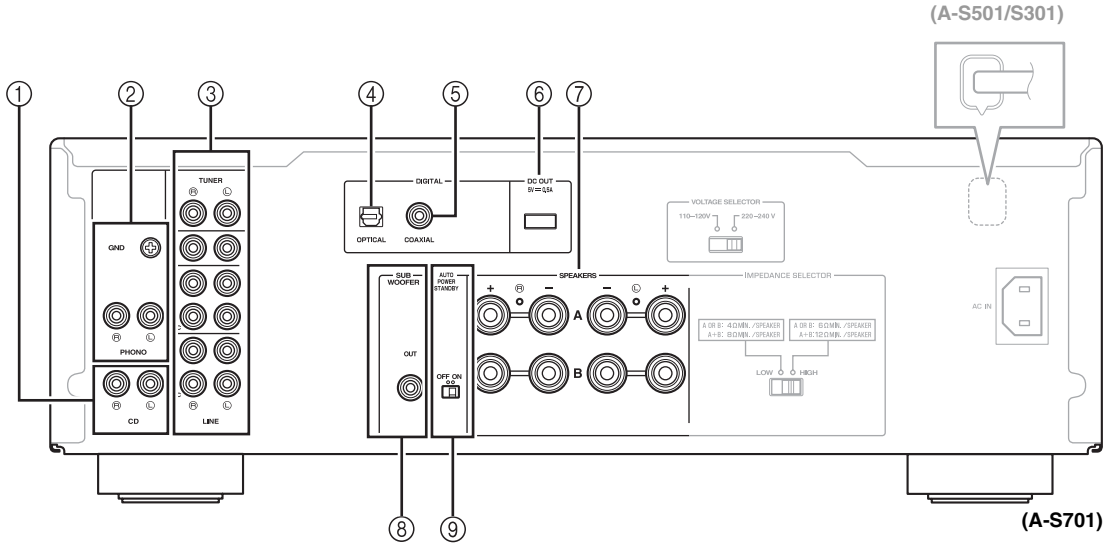 (A-S501/S301)
① ② ③ ④ ⑤ ⑥ ⑦
TUNER
Ⓡ Ⓛ
GND
Ⓡ Ⓛ
PHONO
Ⓡ Ⓛ
CD
Ⓡ Ⓛ
LINE
DIGITAL
OPTICAL COAXIAL
DC OUT
5V 0,5A
VOLTAGE SELECTOR
110–120V 220–240 V
SUB
WOOFER
OUT
AUTO
POWER
STANDBY
OFF ON
SPEAKERS
+ Ⓡ – – Ⓛ +
A
B
IMPEDANCE SELECTOR
A OR B: 4ΩMIN. /SPEAKER
A+B: 8ΩMIN. /SPEAKER
A OR B: 6ΩMIN. /SPEAKER
A+B:12ΩMIN. /SPEAKER
LOW HIGH
AC IN
⑧ ⑨
(A-S701)